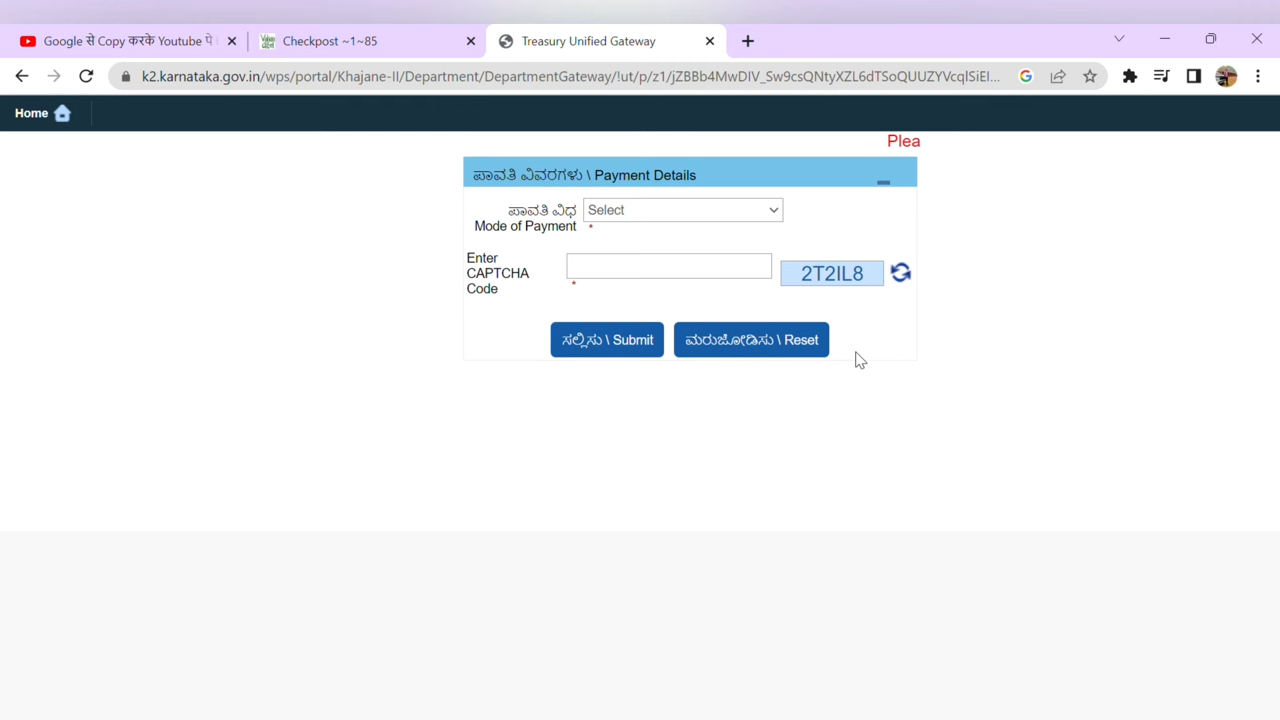 Google से Copy करके Youtube पे
Checkpost ~1~85
Treasury Unified Gateway
k2.karnataka.gov.in/wps/portal/Khajane-II/Department/DepartmentGateway/!ut/p/z1/jZBBb4MwDIV_Sw9csQNtyXZL6dTSoQUUZYVcqlSiEI...
Home
Plea
ಪಾವತಿ ವಿವರಗಳು \ Payment Details
ಪಾವತಿ ವಿಧ
Select
Mode of Payment *
Enter
CAPTCHA
Code
*
2T2IL8
ಸಲ್ಲಿಸು \ Submit
ಮರುಜೋಡಿಸು \ Reset